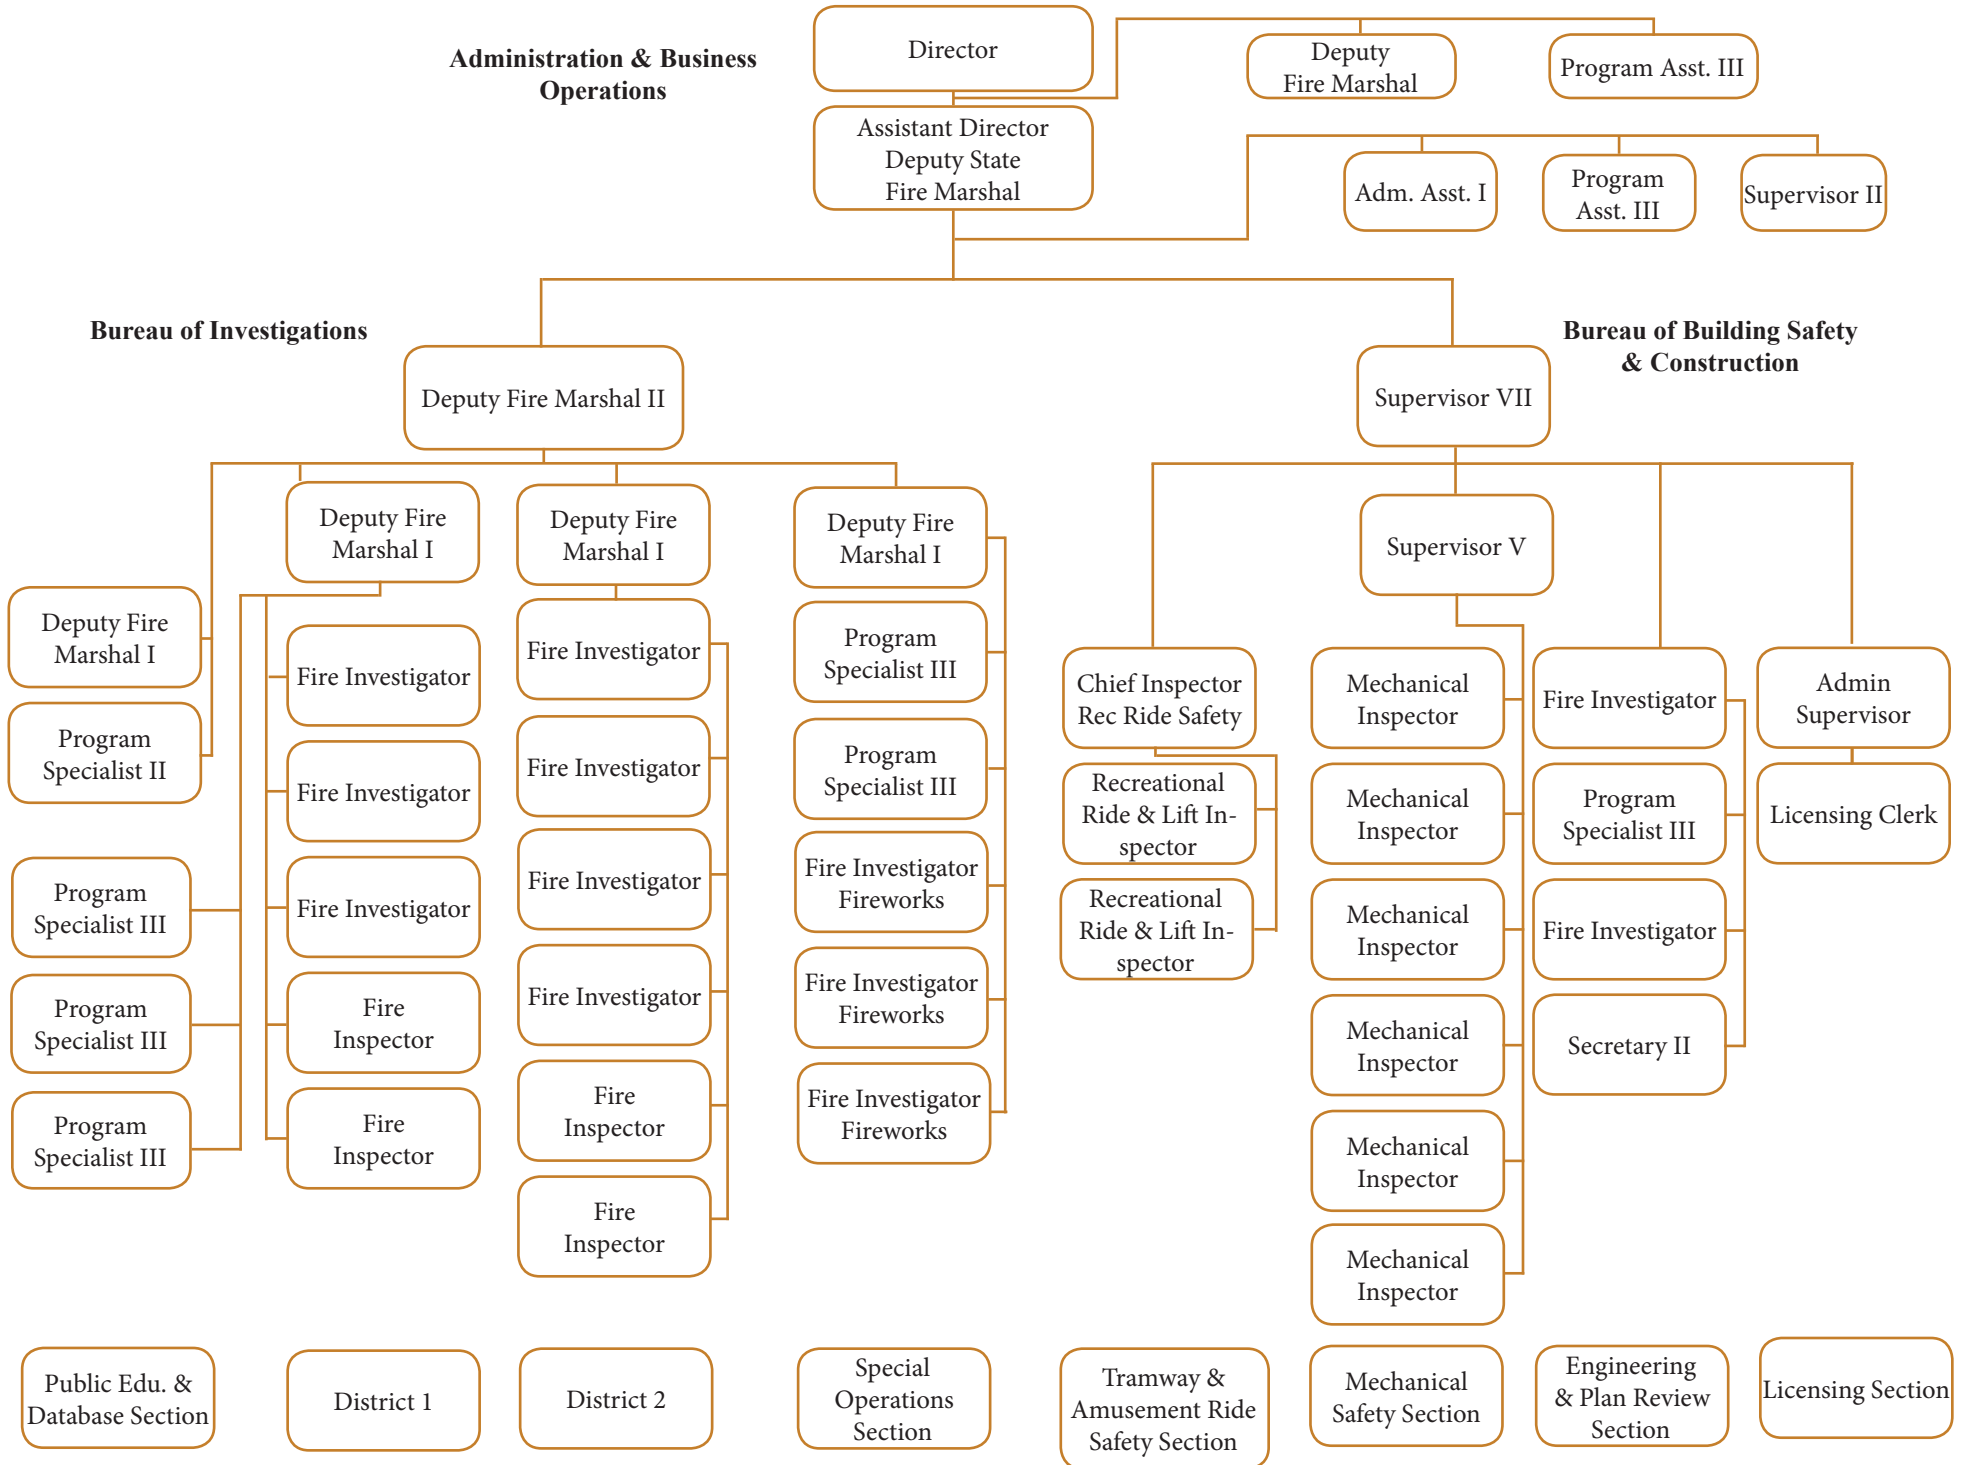 Administration & Business
Operations
Director
Deputy
Fire Marshal
Program Asst. III
Assistant Director
Deputy State
Fire Marshal
Adm. Asst. I
Program
Asst. III
Supervisor II
Bureau of Investigations
Bureau of Building Safety
& Construction
Deputy Fire Marshal II
Supervisor VII
Deputy Fire
Marshal I
Program
Specialist II
Program
Specialist III
Program
Specialist III
Program
Specialist III
Deputy Fire
Marshal I
Fire Investigator
Fire Investigator
Fire Investigator
Fire
Inspector
Fire
Inspector
Deputy Fire
Marshal I
Fire Investigator
Fire Investigator
Fire Investigator
Fire Investigator
Fire
Inspector
Fire
Inspector
Deputy Fire
Marshal I
Program
Specialist III
Program
Specialist III
Fire Investigator
Fireworks
Fire Investigator
Fireworks
Fire Investigator
Fireworks
Chief Inspector
Rec Ride Safety
Recreational
Ride & Lift In-
spector
Recreational
Ride & Lift In-
spector
Supervisor V
Mechanical
Inspector
Mechanical
Inspector
Mechanical
Inspector
Mechanical
Inspector
Mechanical
Inspector
Mechanical
Inspector
Fire Investigator
Program
Specialist III
Fire Investigator
Secretary II
Admin
Supervisor
Licensing Clerk
Public Edu. &
Database Section
District 1
District 2
Special
Operations
Section
Tramway &
Amusement Ride
Safety Section
Mechanical
Safety Section
Engineering
& Plan Review
Section
Licensing Section